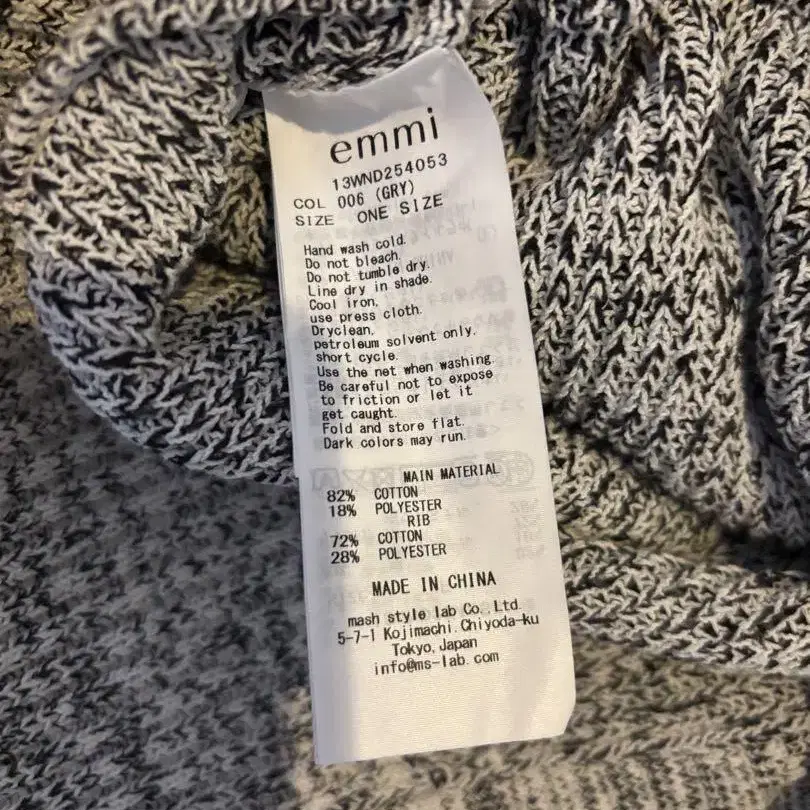 emmi
13WND254053
COL 006 (GRY)
SIZE ONE SIZE
Hand wash cold.
Do not bleach.
Do not tumble dry.
Line dry in shade.
Cool iron,
use press cloth.
Dryclean,
petroleum solvent only,
short cycle.
Use the net when washing.
Be careful not to expose
to friction or let it
get caught.
Fold and store flat.
Dark colors may run.
MAIN MATERIAL
82% COTTON
18% POLYESTER
RIB
72% COTTON
28% POLYESTER
MADE IN CHINA
mash style lab Co., Ltd.
5-7-1 Kojimachi, Chiyoda-ku
Tokyo, Japan
info@ms-lab.com